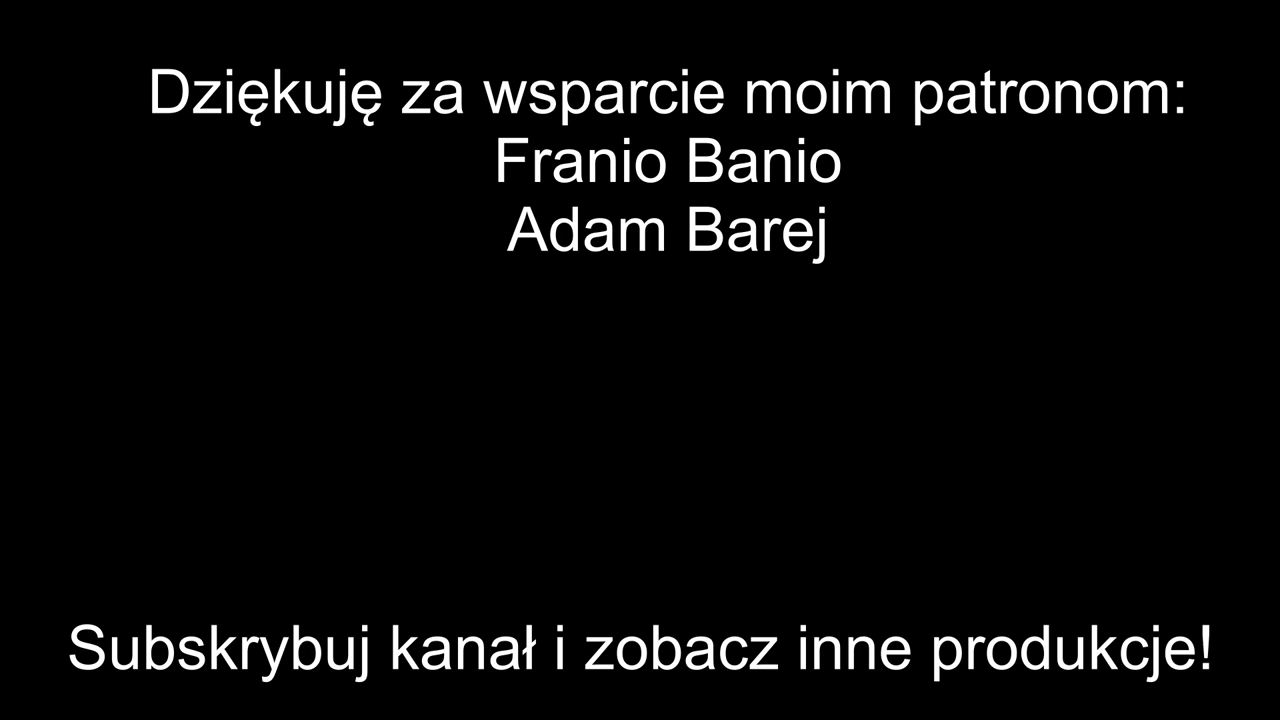 Dziękuję za wsparcie moim patronom:
Franio Banio
Adam Barej
Subskrybuj kanał i zobacz inne produkcje!